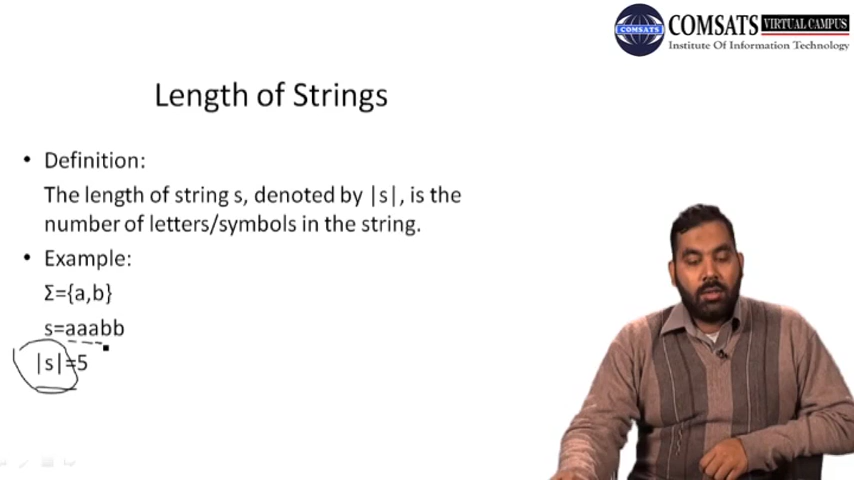 COMSATS VIRTUAL CAMPUS
COMSATS
Institute Of Information Technology
Length of Strings
• Definition:
The length of string s, denoted by |s|, is the
number of letters/symbols in the string.
• Example:
Σ={a,b}
s=aaabb
|s|=5